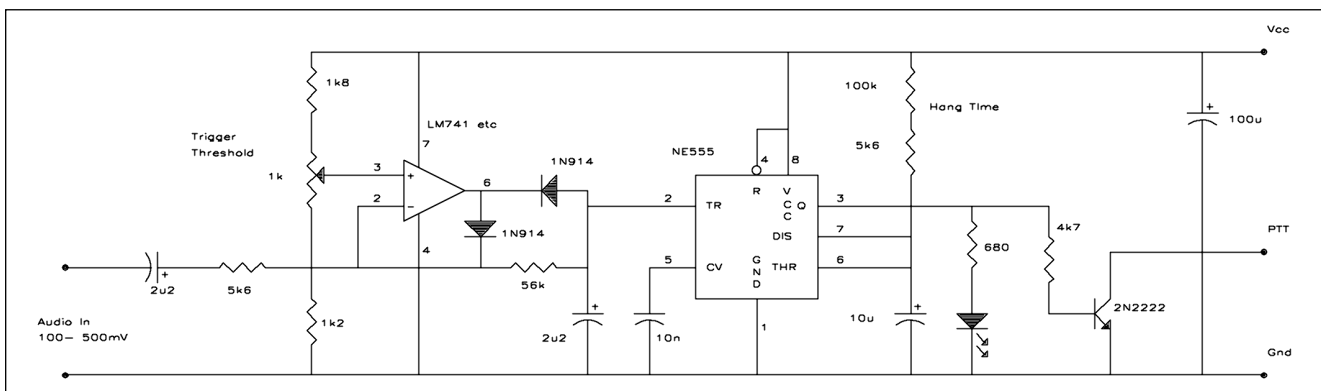 Vcc
1k8
100k
Hang Time
+
100u
LM741 etc
Trigger
Threshold
7
NE555
1N914
4
8
5k6
1k
3
+
6
R
V
C
C
Q
3
2
-
2
TR
4k7
1N914
DIS
7
680
PTT
4
5
CV
G
N
D
THR
6
+
2u2
5k6
56k
2N2222
1k2
+
2u2
10n
1
+
10u
Audio In
100- 500mV
Gnd